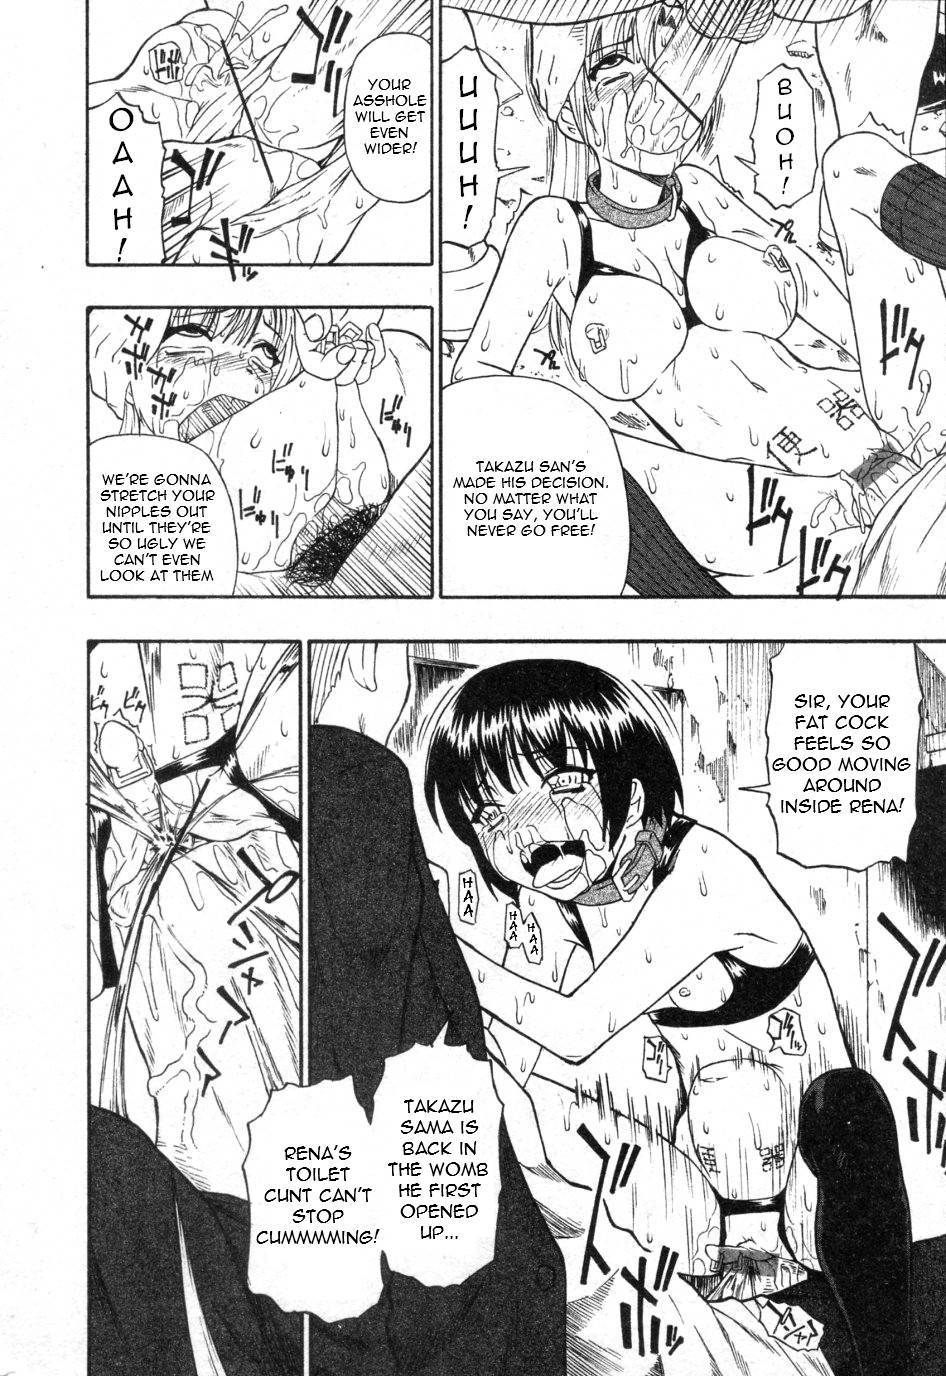 BUOH!
UUUH!
TAKAZU SAN'S
MADE HIS DECISION.
NO MATTER WHAT
YOU SAY, YOU'LL
NEVER GO FREE!
便
器
YOUR
ASSHOLE
WILL GET
EVEN
WIDER!
OAAH!
WE'RE GONNA
STRETCH YOUR
NIPPLES OUT
UNTIL THEY'RE
SO UGLY WE
CAN'T EVEN
LOOK AT THEM
SIR, YOUR
FAT COCK
FEELS SO
GOOD MOVING
AROUND
INSIDE RENA!
HAA
HAA
HAA
TAKAZU
SAMA IS
BACK IN
THE WOMB
HE FIRST
OPENED
UP...
RENA'S
TOILET
CUNT CAN'T
STOP
CUMMMMING!